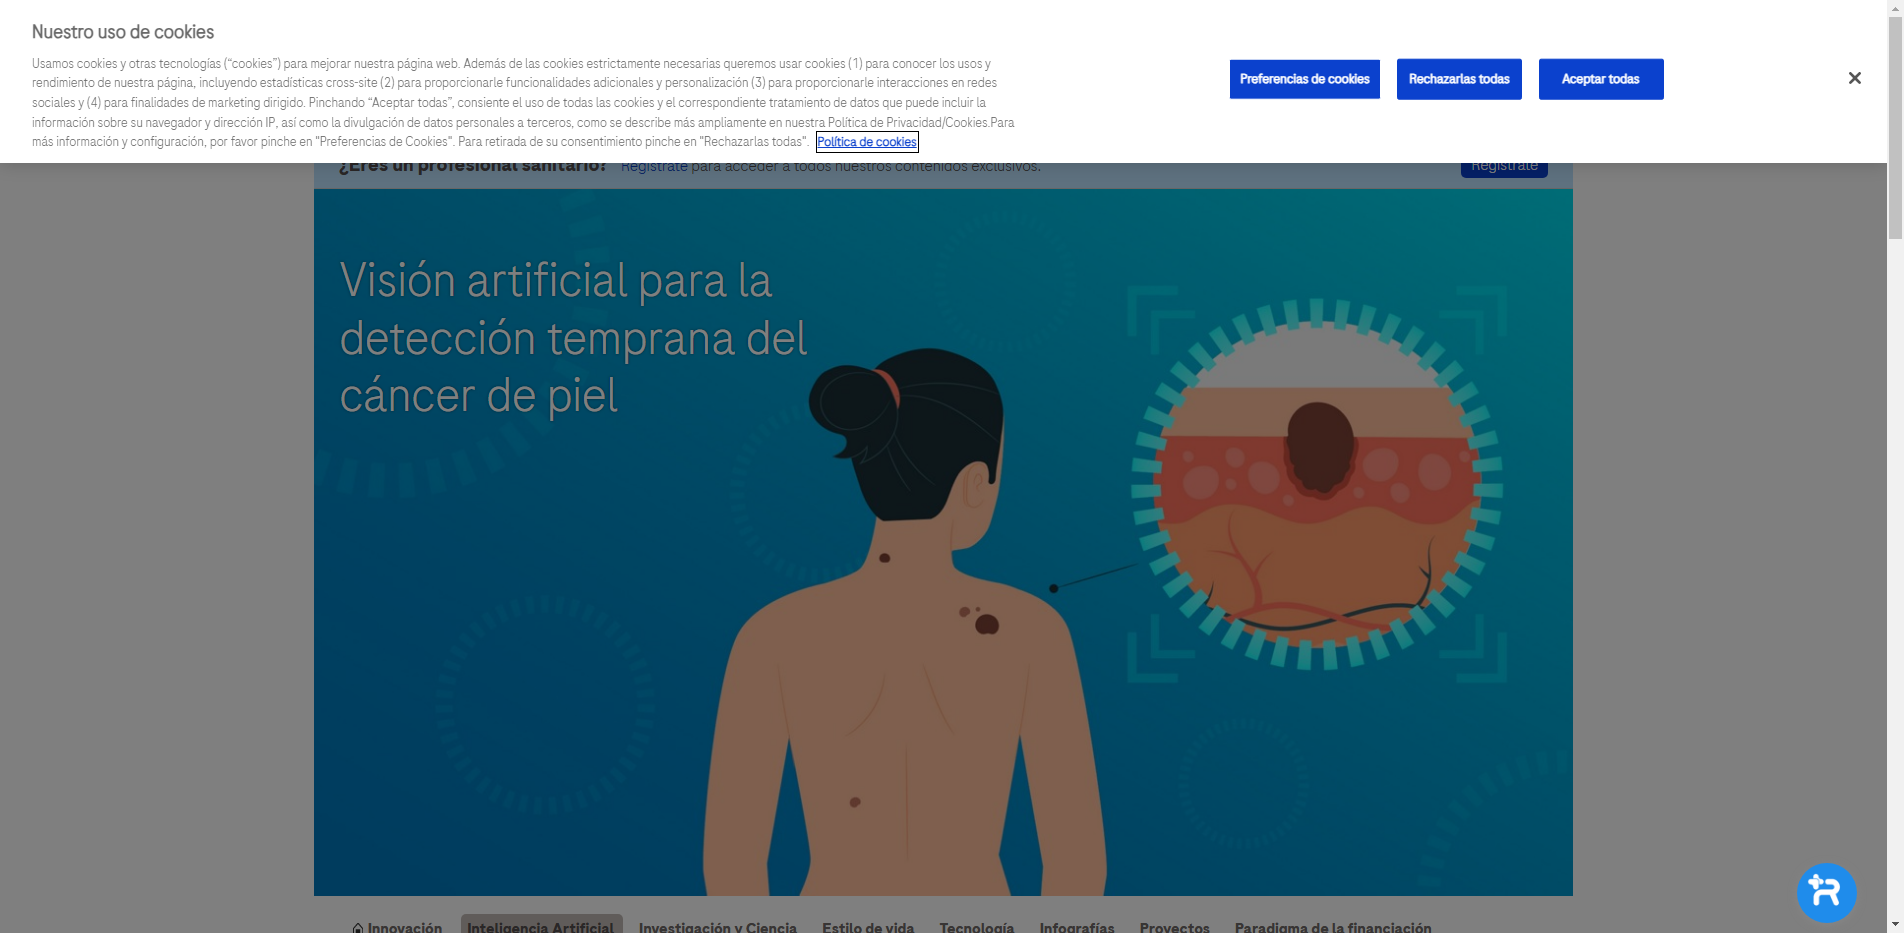 Nuestro uso de cookies
Usamos cookies y otras tecnologías (“cookies”) para mejorar nuestra página web. Además de las cookies estrictamente necesarias queremos usar cookies (1) para conocer los usos y
rendimiento de nuestra página, incluyendo estadísticas cross-site (2) para proporcionarle funcionalidades adicionales y personalización (3) para proporcionarle interacciones en redes
sociales y (4) para finalidades de marketing dirigido. Pinchando “Aceptar todas”, consiente el uso de todas las cookies y el correspondiente tratamiento de datos que puede incluir la
información sobre su navegador y dirección IP, así como la divulgación de datos personales a terceros, como se describe más ampliamente en nuestra Política de Privacidad/Cookies.Para
más información y configuración, por favor pinche en "Preferencias de Cookies". Para retirada de su consentimiento pinche en "Rechazarlas todas". Política de cookies
Preferencias de cookies
Rechazarlas todas
Aceptar todas
¿Eres un profesional sanitario? Regístrate para acceder a todos nuestros contenidos exclusivos.
Regístrate
Visión artificial para la
detección temprana del
cáncer de piel
Innovación Inteligencia Artificial Investigación y Ciencia Estilo de vida Tecnología Infografías Proyectos Paradigma de la financiación